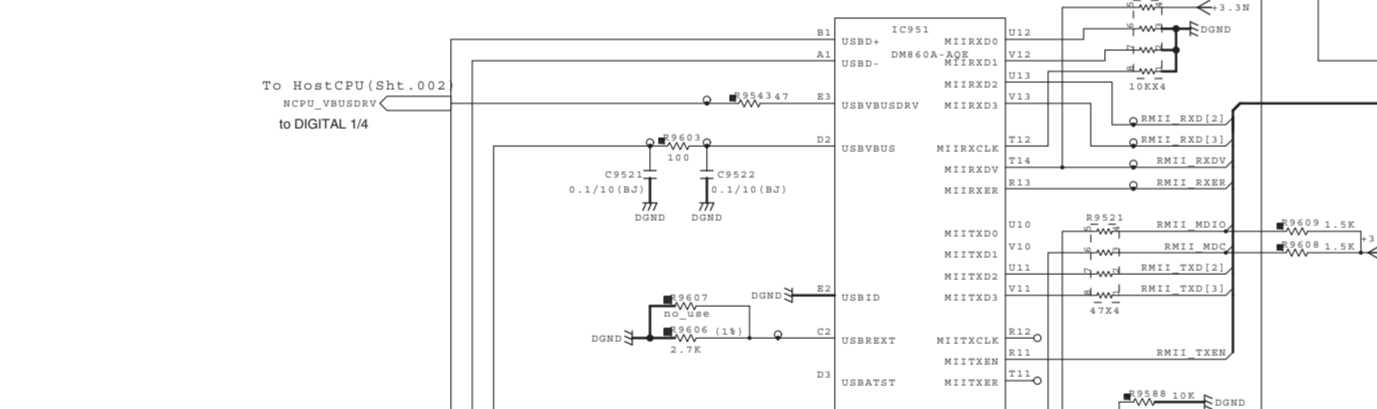 +3.3N
IC951
DM860A-AQE
DGND
10KX4
B1 USBD+ MIIRXD0 U12
A1 USBD- MIIRXD1 V12
MIIRXD2 U13
To HostCPU(Sht.002)
NCPU_VBUSDRV
to DIGITAL 1/4
R9543 47
E3 USBVBUSDRV MIIRXD3 V13
RMII_RXD[2]
R9603
100
D2 USBVBUS MIIRXCLK T12
RMII_RXD[3]
MIIRXDV T14
RMII_RXDV
C9521
0.1/10(BJ)
DGND
C9522
0.1/10(BJ)
DGND
MIIRXER R13
RMII_RXER
MIITXD0 U10
R9521
RMII_MDIO
R9609 1.5K
+3
MIITXD1 V10
RMII_MDC
R9608 1.5K
MIITXD2 U11
RMII_TXD[2]
DGND
E2 USBID MIITXD3 V11
RMII_TXD[3]
47X4
R9607
no_use
DGND
R9606 (1%)
2.7K
C2 USBREXT MIITXCLK R12
MIITXEN R11
RMII_TXEN
D3 USBATST MIITXER T11
R9588 10K
DGND